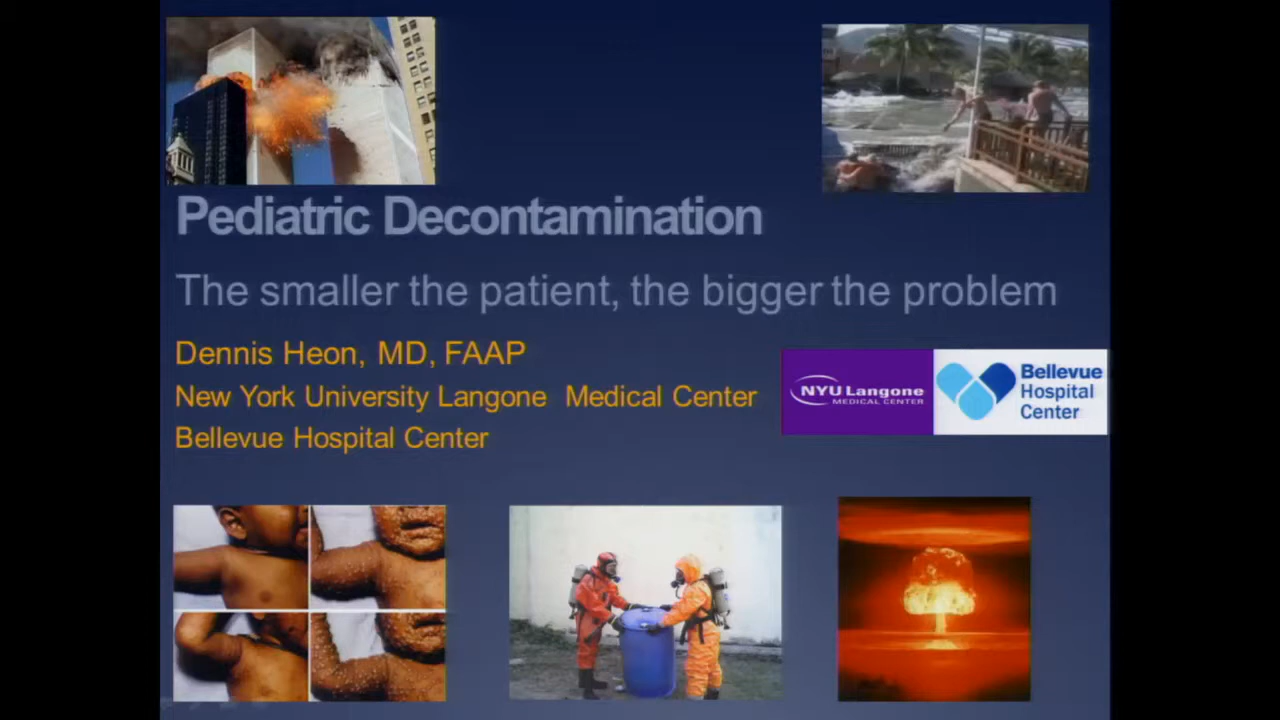 Pediatric Decontamination
The smaller the patient, the bigger the problem
Dennis Heon, MD, FAAP
New York University Langone Medical Center
Bellevue Hospital Center
NYU Langone
MEDICAL CENTER
Bellevue
Hospital
Center